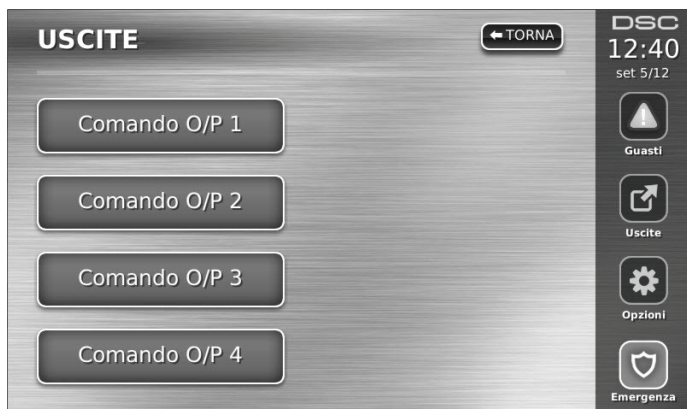 USCITE
TORNA
Comando O/P 1
Comando O/P 2
Comando O/P 3
Comando O/P 4
DSC
12:40
set 5/12
Guasti
Uscite
Opzioni
Emergenza